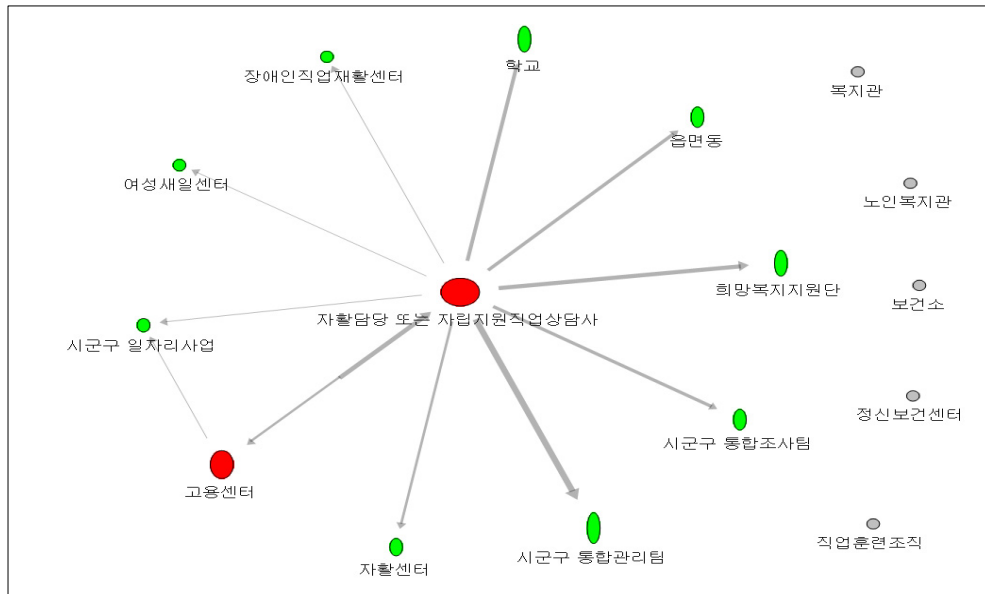 학교
장애인직업재활센터
복지관
읍면동
여성새일센터
노인복지관
희망복지지원단
보건소
자활담당 또는 자립지원직업상담사
시군구 일자리사업
정신보건센터
시군구 통합조사팀
고용센터
직업훈련조직
시군구 통합관리팀
자활센터